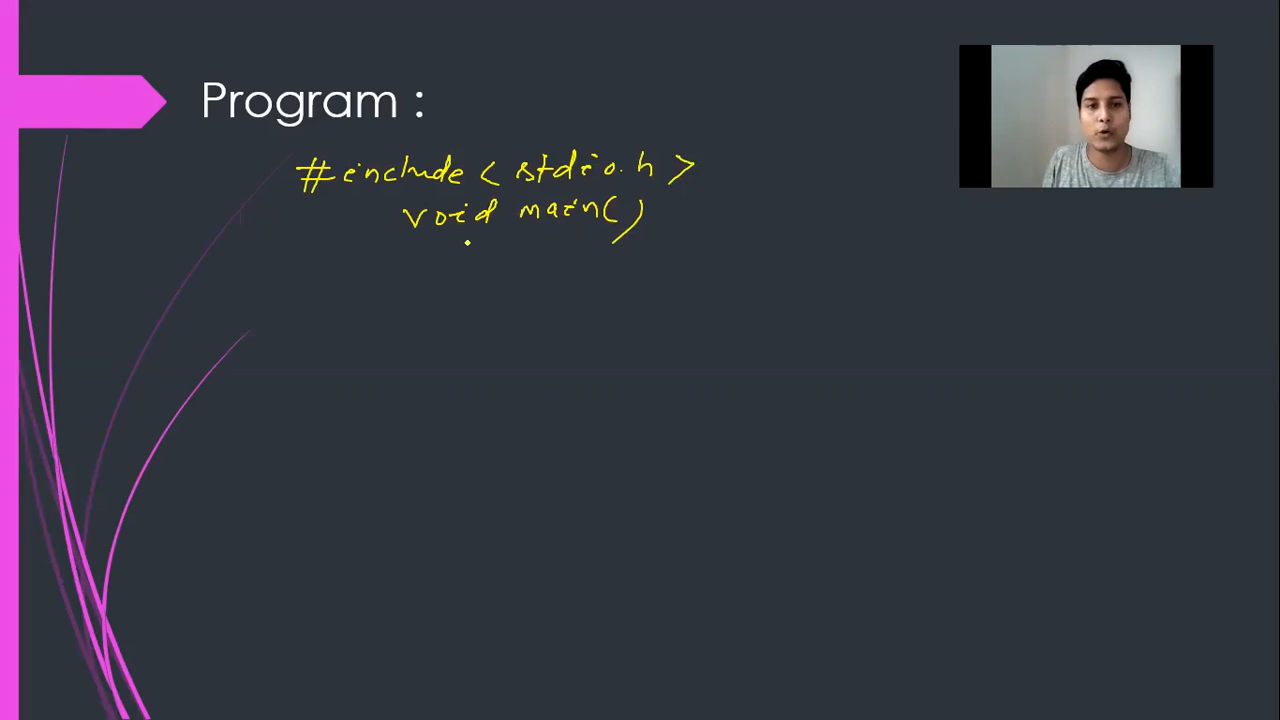 Program :
#include < stdio.h >
void main()